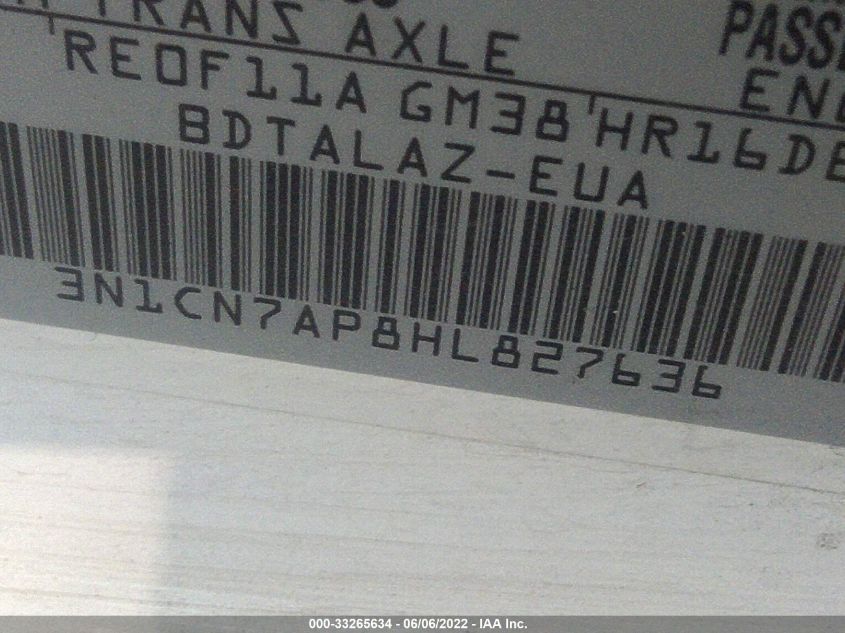 TRANS AXLE
PASS
RE0F11A GM38 HR16DE
EN
BDTALAZ-EUA
3N1CN7AP8HL827636
000-33265634 - 06/06/2022 - IAA Inc.